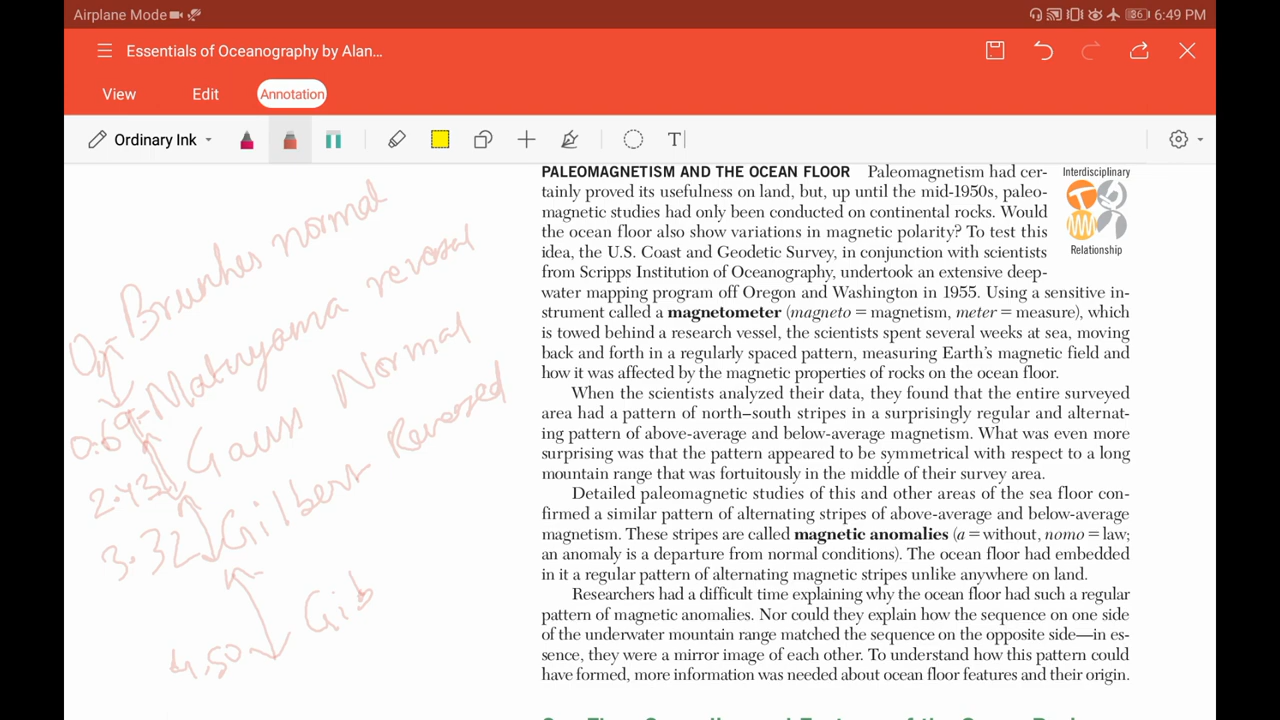 Airplane Mode
36 6:49 PM
Essentials of Oceanography by Alan...
View Edit Annotation
Ordinary Ink
T
PALEOMAGNETISM AND THE OCEAN FLOOR Paleomagnetism had cer-
tainly proved its usefulness on land, but, up until the mid-1950s, paleo-
magnetic studies had only been conducted on continental rocks. Would
the ocean floor also show variations in magnetic polarity? To test this
idea, the U.S. Coast and Geodetic Survey, in conjunction with scientists
from Scripps Institution of Oceanography, undertook an extensive deep-
water mapping program off Oregon and Washington in 1955. Using a sensitive in-
strument called a magnetometer (magneto = magnetism, meter = measure), which
is towed behind a research vessel, the scientists spent several weeks at sea, moving
back and forth in a regularly spaced pattern, measuring Earth's magnetic field and
how it was affected by the magnetic properties of rocks on the ocean floor.
When the scientists analyzed their data, they found that the entire surveyed
area had a pattern of north–south stripes in a surprisingly regular and alternat-
ing pattern of above-average and below-average magnetism. What was even more
surprising was that the pattern appeared to be symmetrical with respect to a long
mountain range that was fortuitously in the middle of their survey area.
Detailed paleomagnetic studies of this and other areas of the sea floor con-
firmed a similar pattern of alternating stripes of above-average and below-average
magnetism. These stripes are called magnetic anomalies (a = without, nomo = law;
an anomaly is a departure from normal conditions). The ocean floor had embedded
in it a regular pattern of alternating magnetic stripes unlike anywhere on land.
Researchers had a difficult time explaining why the ocean floor had such a regular
pattern of magnetic anomalies. Nor could they explain how the sequence on one side
of the underwater mountain range matched the sequence on the opposite side—in es-
sence, they were a mirror image of each other. To understand how this pattern could
have formed, more information was needed about ocean floor features and their origin.
Interdisciplinary
Relationship
Brunhes normal
0.69 - Matuyama reversal
2.43 Gauss Normal
3.32 Gilbert Reversed
4.50 Gib